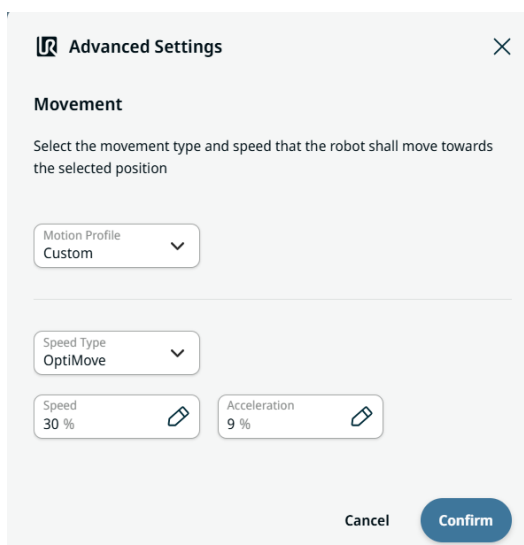 UR Advanced Settings
Movement
Select the movement type and speed that the robot shall move towards
the selected position
Motion Profile
Custom
Speed Type
OptiMove
Speed
30 %
Acceleration
9 %
Cancel
Confirm